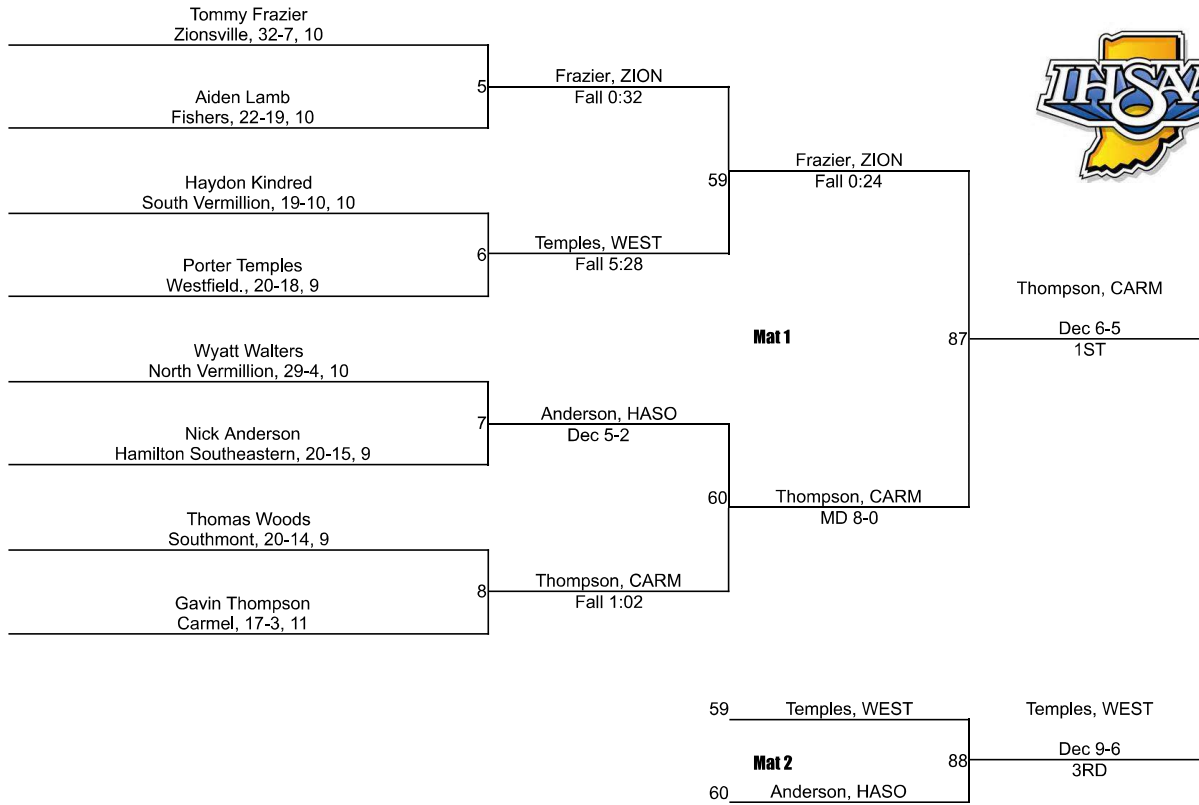 Tommy Frazier
Zionsville, 32-7, 10
5
Frazier, ZION
Fall 0:32
Aiden Lamb
Fishers, 22-19, 10
59
Frazier, ZION
Fall 0:24
Haydon Kindred
South Vermillion, 19-10, 10
6
Temples, WEST
Fall 5:28
Porter Temples
Westfield., 20-18, 9
Mat 1
87
Thompson, CARM
Dec 6-5
1ST
Wyatt Walters
North Vermillion, 29-4, 10
7
Anderson, HASO
Dec 5-2
Nick Anderson
Hamilton Southeastern, 20-15, 9
60
Thompson, CARM
MD 8-0
Thomas Woods
Southmont, 20-14, 9
8
Thompson, CARM
Fall 1:02
Gavin Thompson
Carmel, 17-3, 11
59
Temples, WEST
Mat 2
88
Temples, WEST
Dec 9-6
3RD
60
Anderson, HASO
IHSAA